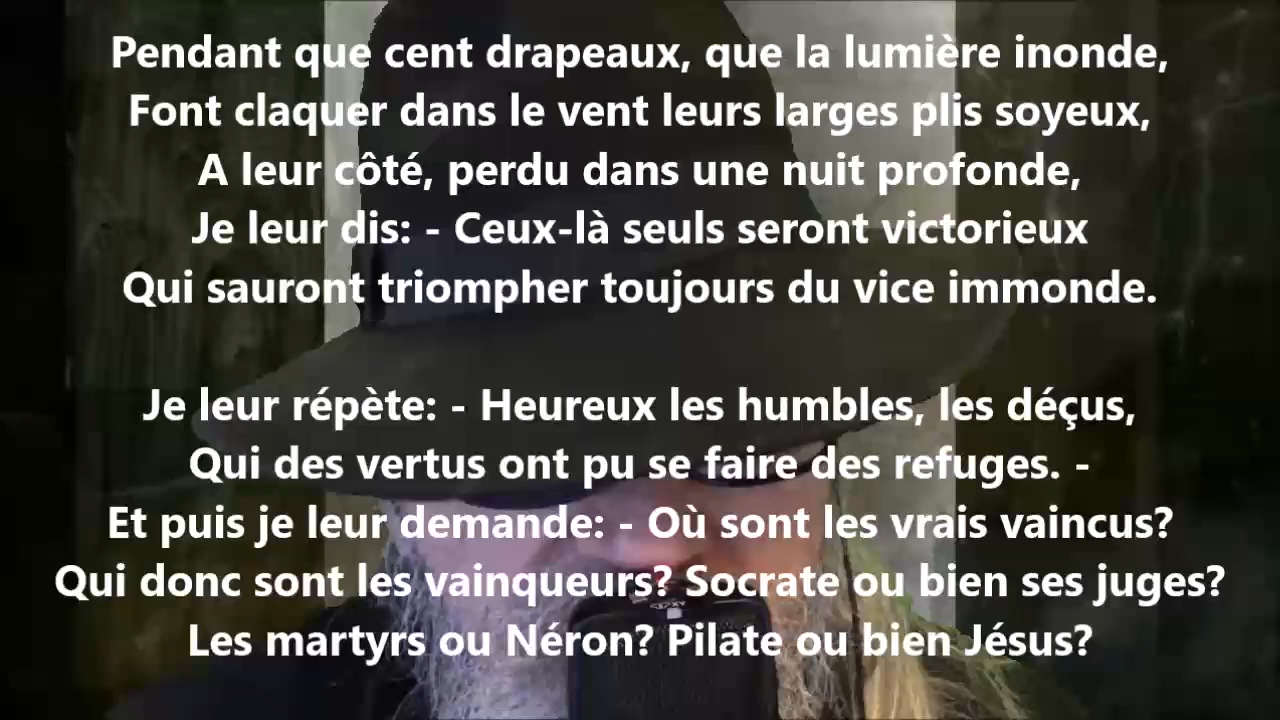 Pendant que cent drapeaux, que la lumière inonde,
Font claquer dans le vent leurs larges plis soyeux,
A leur côté, perdu dans une nuit profonde,
Je leur dis: - Ceux-là seuls seront victorieux
Qui sauront triompher toujours du vice immonde.
Je leur répète: - Heureux les humbles, les déçus,
Qui des vertus ont pu se faire des refuges. -
Et puis je leur demande: - Où sont les vrais vaincus?
Qui donc sont les vainqueurs? Socrate ou bien ses juges?
Les martyrs ou Néron? Pilate ou bien Jésus?